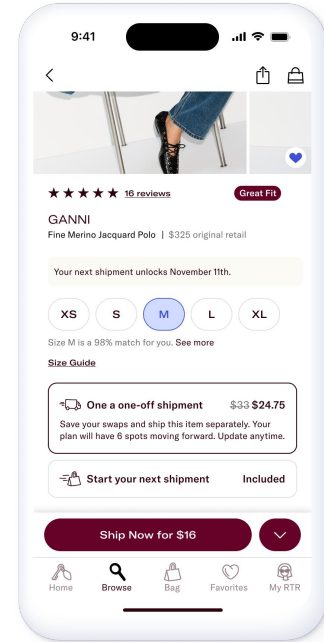 9:41
16 reviews
Great Fit
GANNI
Fine Merino Jacquard Polo | $325 original retail
Your next shipment unlocks November 11th.
XS S M L XL
Size M is a 98% match for you. See more
Size Guide
One a one-off shipment $33 $24.75
Save your swaps and ship this item separately. Your
plan will have 6 spots moving forward. Update anytime.
Start your next shipment Included
Ship Now for $16
Home Browse Bag Favorites My RTR